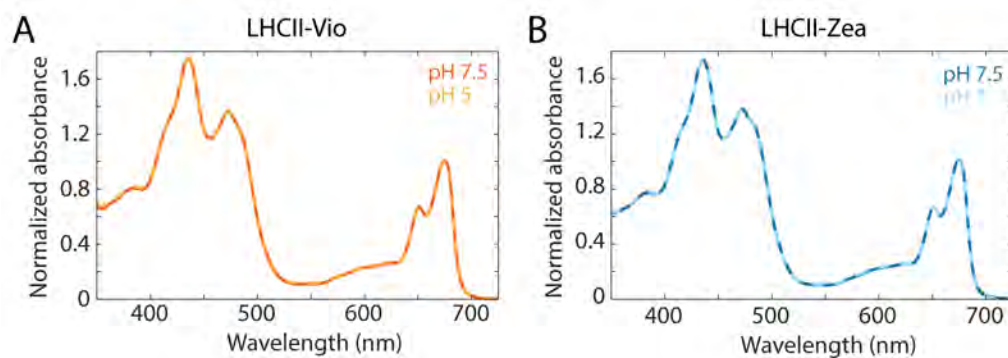 A
LHCII-Vio
Normalized absorbance
1.6
1.2
0.8
0.4
0
pH 7.5
pH 5
400
500
600
700
Wavelength (nm)
B
LHCII-Zea
Normalized absorbance
1.6
1.2
0.8
0.4
0
pH 7.5
pH
400
500
600
700
Wavelength (nm)